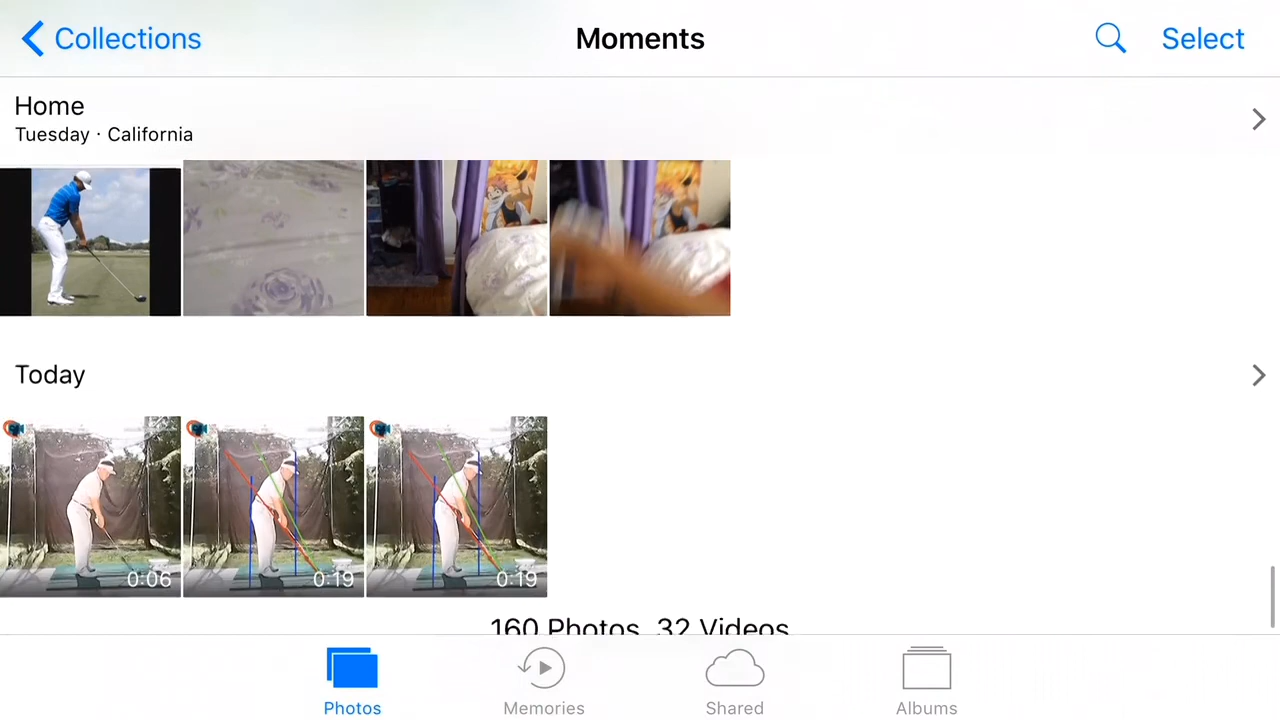 Collections
Moments
Select
Home
Tuesday · California
Today
0:06
0:19
0:19
160 Photos, 32 Videos
Photos
Memories
Shared
Albums